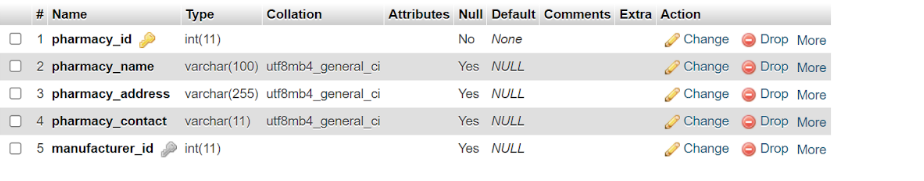 # Name Type Collation Attributes Null Default Comments Extra Action
1 pharmacy_id int(11) No None Change Drop More
2 pharmacy_name varchar(100) utf8mb4_general_ci Yes NULL Change Drop More
3 pharmacy_address varchar(255) utf8mb4_general_ci Yes NULL Change Drop More
4 pharmacy_contact varchar(11) utf8mb4_general_ci Yes NULL Change Drop More
5 manufacturer_id int(11) Yes NULL Change Drop More